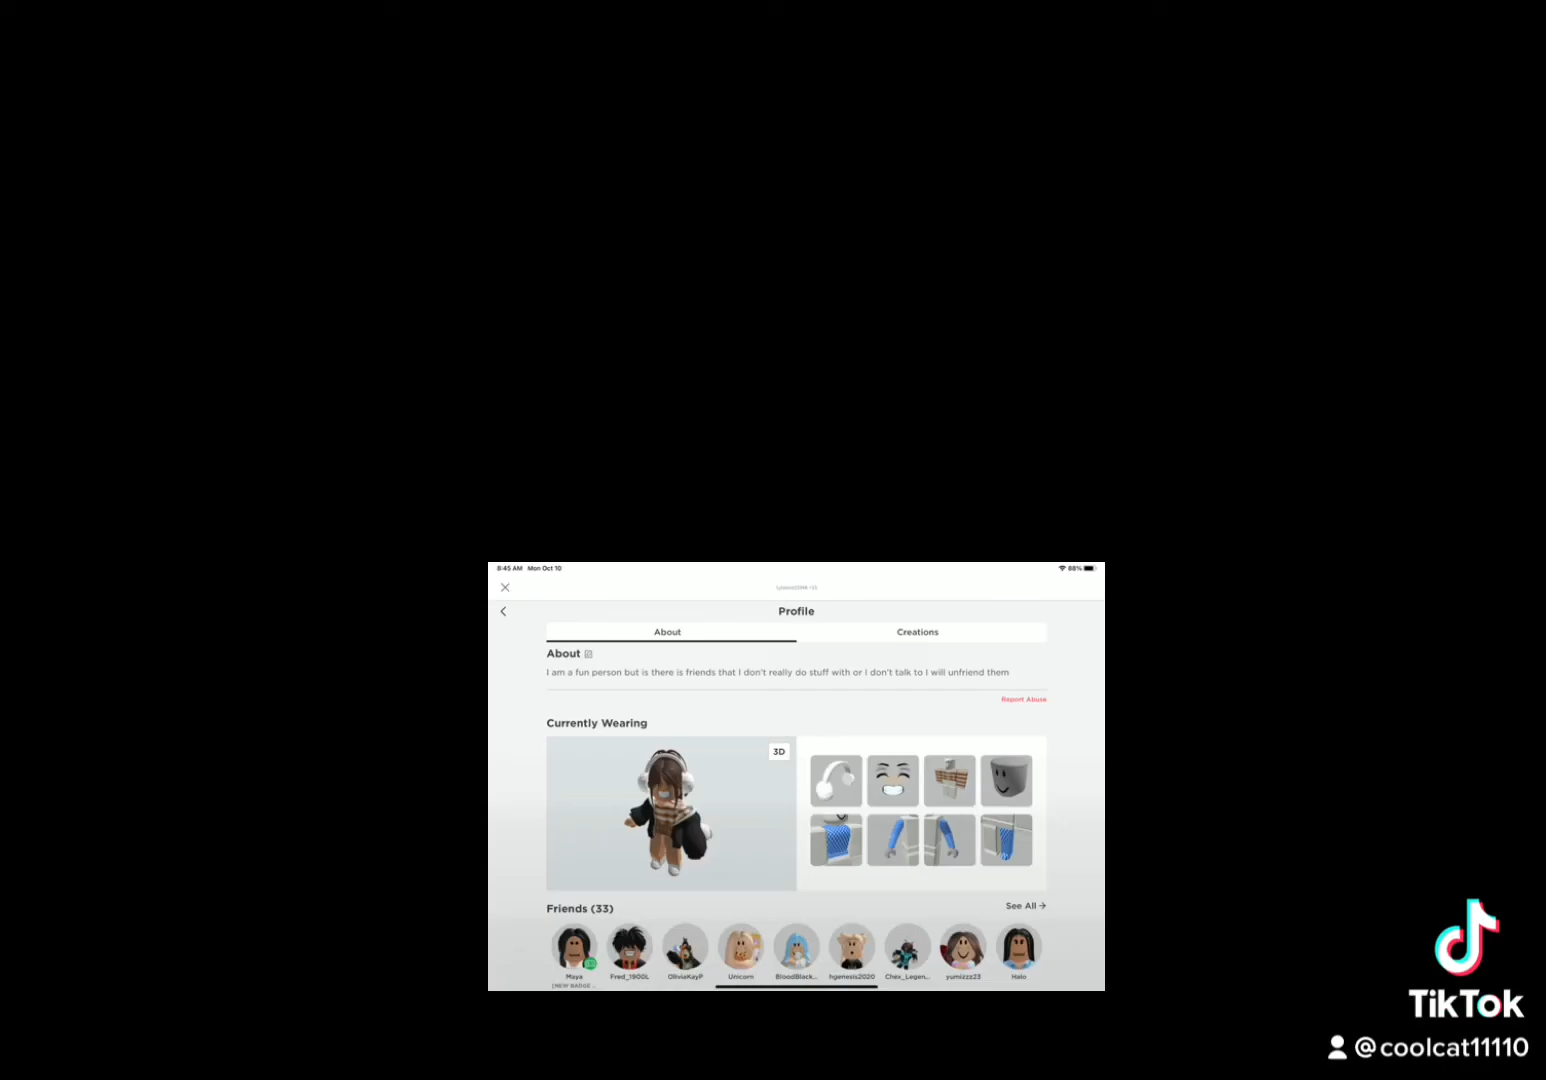 8:45 AM Mon Oct 10
88%
Profile
About
Creations
About
I am a fun person but is there is friends that I don't really do stuff with or I don't talk to I will unfriend them
Report Abuse
Currently Wearing
3D
Friends (33)
See All
Maya
Fred_1900L
OliviaKayP
Unicorn
BloodBlack...
hgenesis2020
Chex_Legen...
yumizzz23
Halo
[NEW BADGE ...
TikTok
@coolcat11110